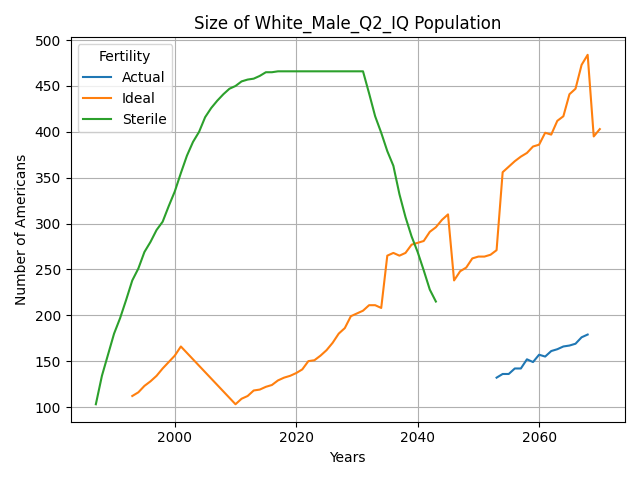 Size of White_Male_Q2_IQ Population
Fertility
Actual
Ideal
Sterile
Number of Americans
500
450
400
350
300
250
200
150
100
2000
2020
2040
2060
Years